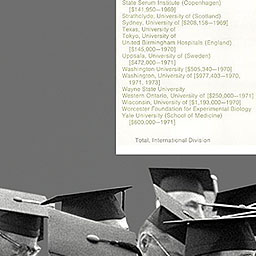 State Serum Institute (Copenhagen)
[$141,950—1969]
Strathclyde, University of (Scotland)
Sydney, University of [$208,158—1969]
Texas, University of
Tokyo, University of
United Birmingham Hospitals (England)
[$145,000—1970]
Uppsala, University of (Sweden)
[$472,000—1971]
Washington University [$505,340—1970]
Washington, University of [$977,403—1970,
1971, 1973]
Wayne State University
Western Ontario, University of [$250,000—1971]
Wisconsin, University of [$1,193,000—1970]
Worcester Foundation for Experimental Biology
Yale University (School of Medicine)
[$600,000—1971]
Total, International Division